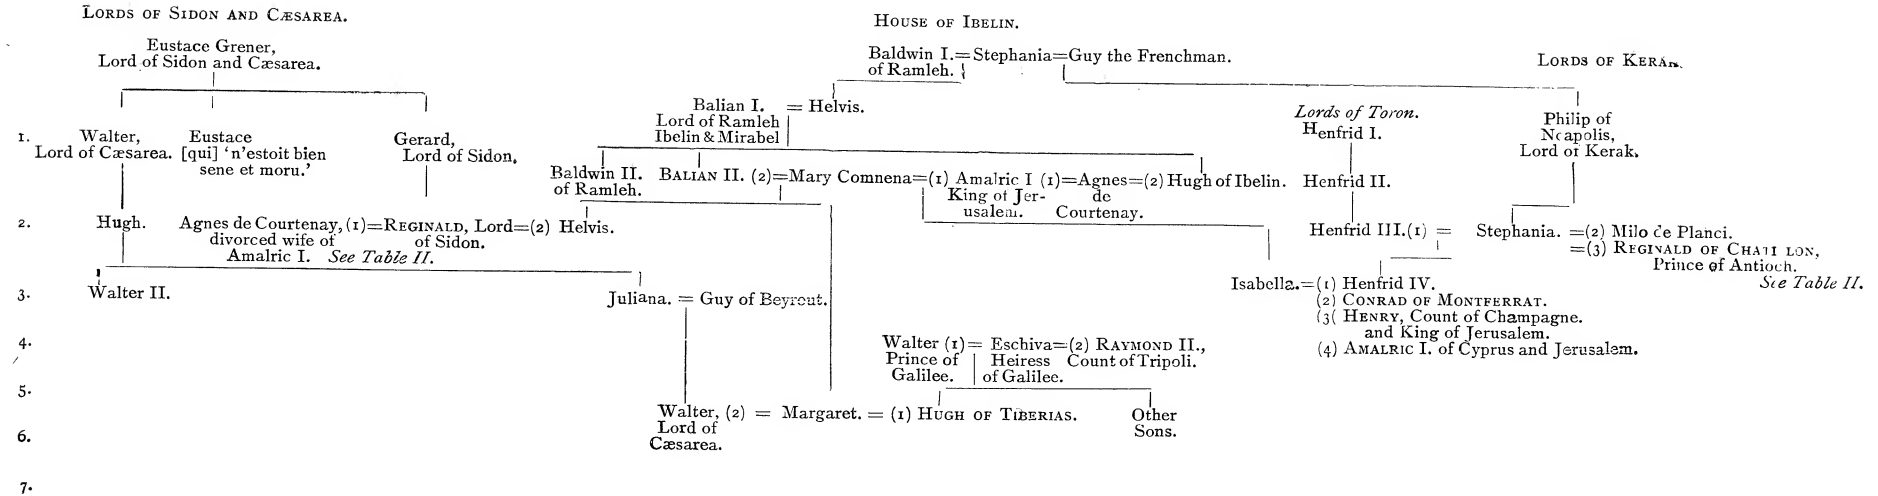 LORDS OF SIDON AND CÆSAREA.
HOUSE OF IBELIN.
Eustace Grener,
Lord of Sidon and Cæsarea.
Baldwin I.=Stephania=Guy the Frenchman.
of Ramleh.
LORDS OF
Balian I. = Helvis.
Lord of Ramleh
Ibelin & Mirabel
Lords of Toron.
Henfrid I.
Philip of
Neapolis,
Lord of Kerak.
1.
Walter,
Lord of Cæsarea.
Eustace
[qui] ‘n’estoit bien
sene et moru.’
Gerard,
Lord of Sidon,
Baldwin II.
of Ramleh.
BALIAN II. (2)=Mary Comnena=(1) Amalric I (1)=Agnes=(2) Hugh of Ibelin.
King of Jer-
usalem.
de
Courtenay.
Henfrid II.
2.
Hugh.
Agnes de Courtenay, (1)=REGINALD, Lord=(2) Helvis.
divorced wife of
of Sidon.
Amalric I. See Table II.
Henfrid III.(1) = Stephania. =(2) Milo de Planci.
=(3) REGINALD OF CHATILLON,
Prince of Antioch.
See Table II.
3.
Walter II.
Juliana. = Guy of Beyrout.
Isabella.=(1) Henfrid IV.
(2) CONRAD OF MONTFERRAT.
(3( HENRY, Count of Champagne.
and King of Jerusalem.
(4) AMALRIC I. of Cyprus and Jerusalem.
4.
Walter (1)= Eschiva=(2) RAYMOND II.,
Prince of
Heiress
Count of Tripoli.
Galilee.
of Galilee.
5.
Walter, (2) = Margaret. = (1) HUGH OF TIBERIAS.
Lord of
Cæsarea.
Other
Sons.
6.
7.